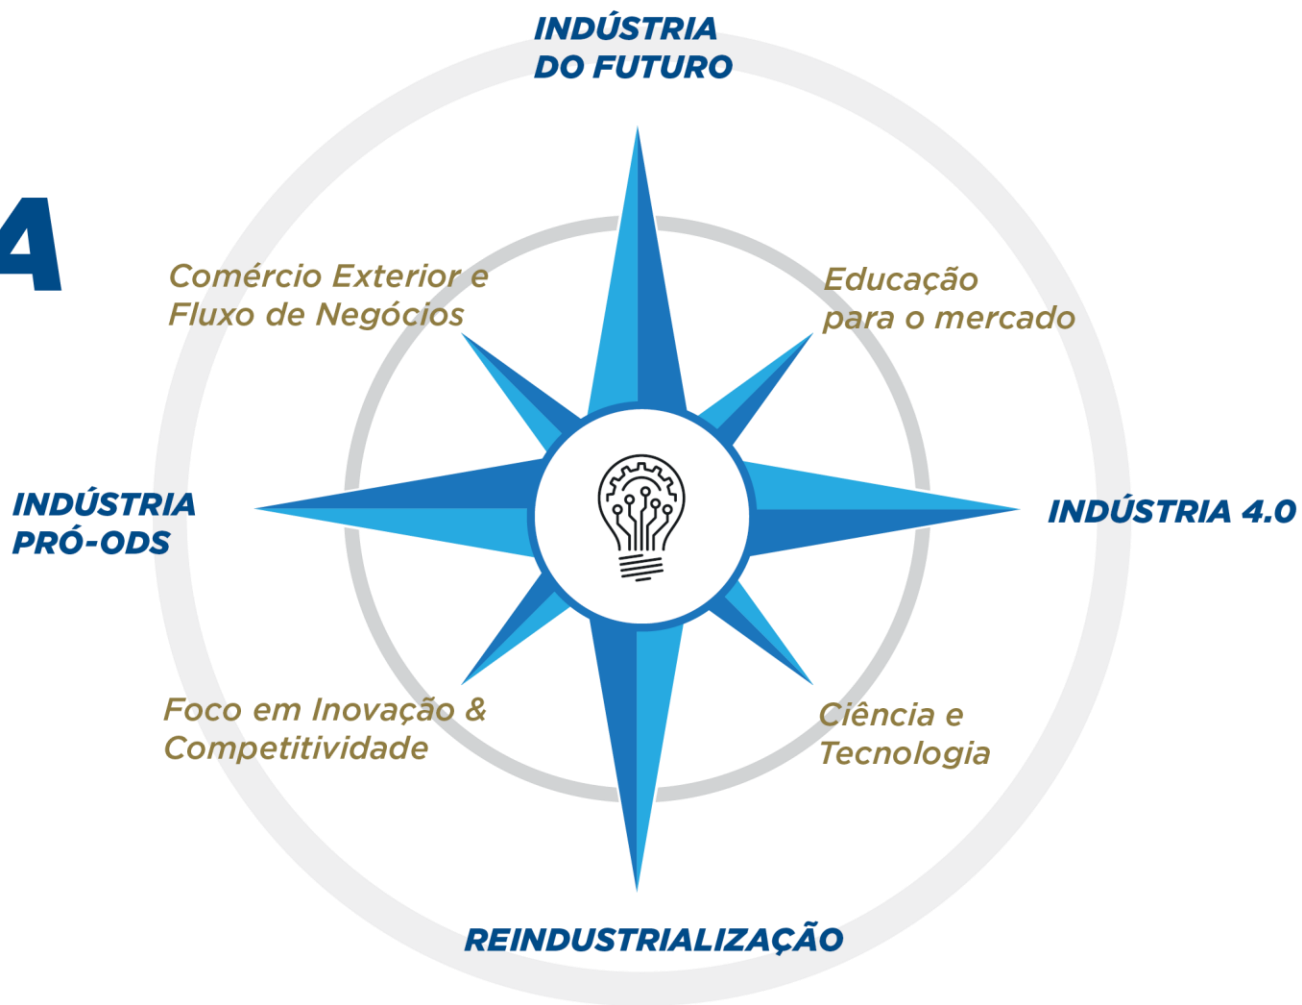 INDÚSTRIA
DO FUTURO
A
Comércio Exterior e
Fluxo de Negócios
Educação
para o mercado
INDÚSTRIA
PRÓ-ODS
INDÚSTRIA 4.0
Foco em Inovação &
Competitividade
Ciência e
Tecnologia
REINDUSTRIALIZAÇÃO